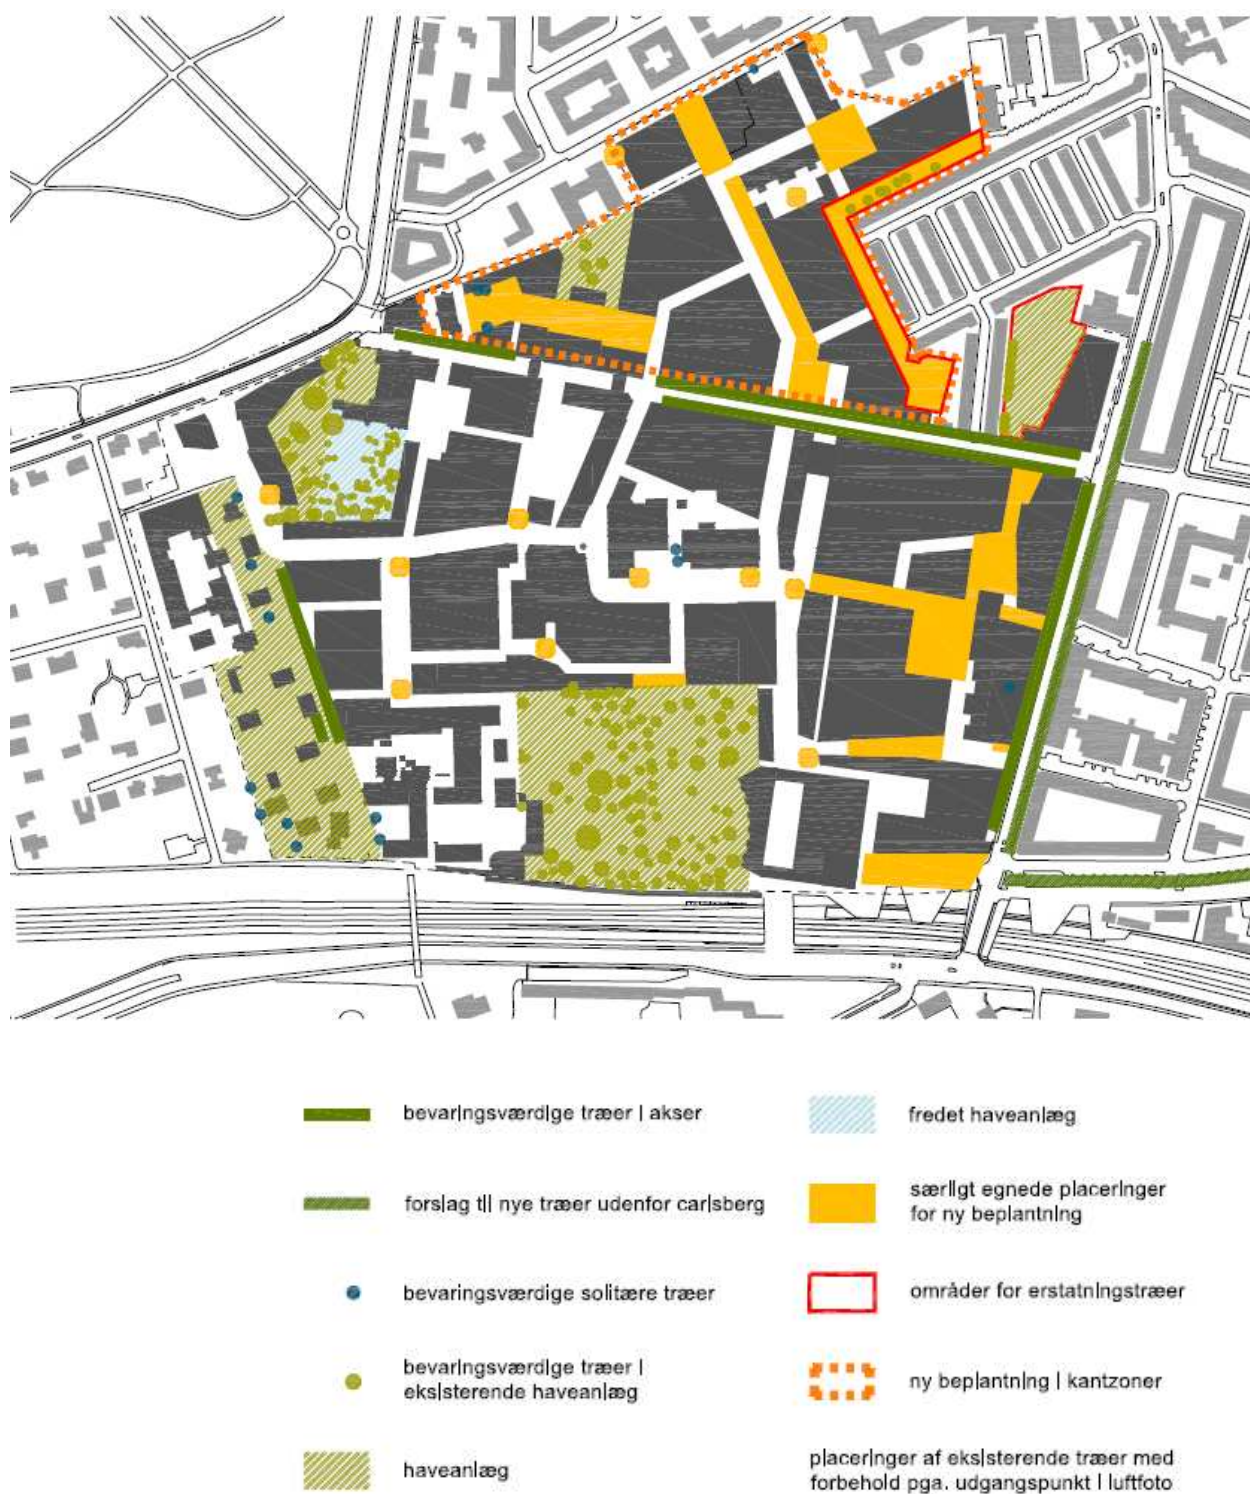 bevaringsværdige træer i akser
forslag til nye træer udenfor carlsberg
bevaringsværdige solitære træer
bevaringsværdige træer i
eksisterende haveanlæg
haveanlæg
fredet haveanlæg
særligt egnede placeringer
for ny beplantning
områder for erstatningstræer
ny beplantning i kantzoner
placeringer af eksisterende træer med
forbehold pga. udgangspunkt i luftfoto